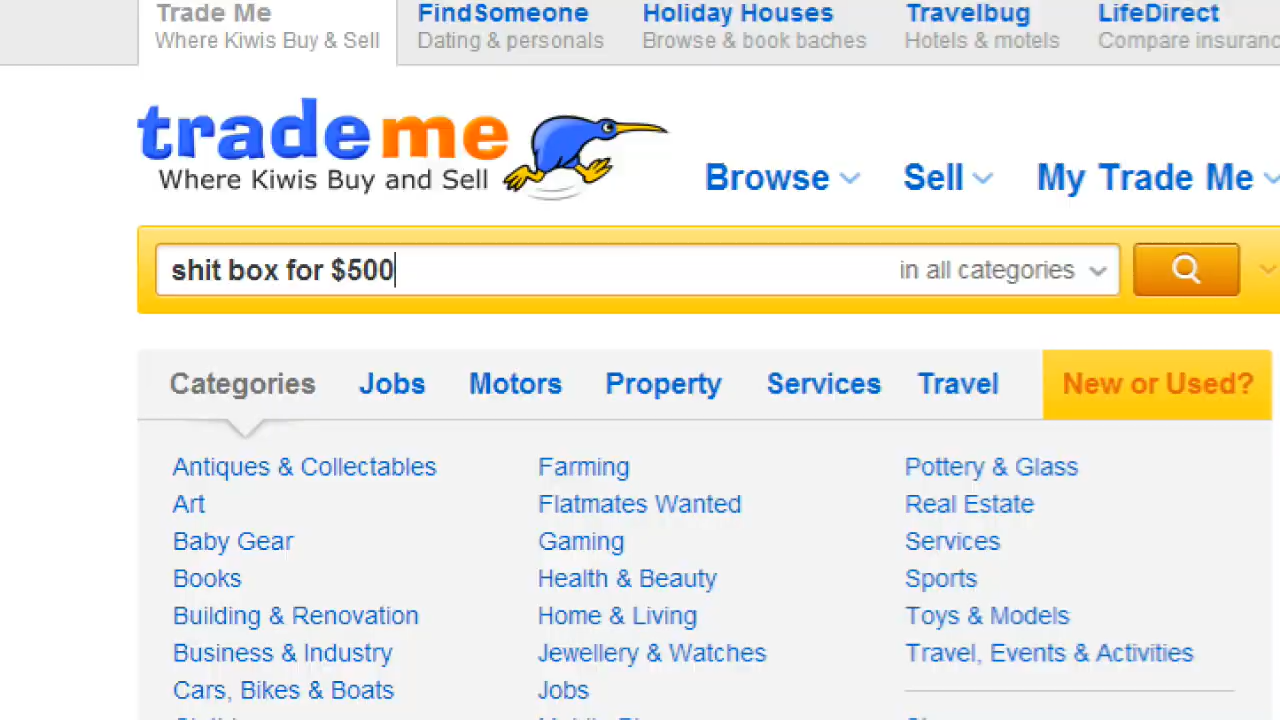 Trade Me FindSomeone Holiday Houses Travelbug LifeDirect
Where Kiwis Buy & Sell Dating & personals Browse & book baches Hotels & motels Compare insuranc
trade me
Where Kiwis Buy and Sell
Browse Sell My Trade Me
shit box for $500 in all categories
Categories Jobs Motors Property Services Travel New or Used?
Antiques & Collectables Farming Pottery & Glass
Art Flatmates Wanted Real Estate
Baby Gear Gaming Services
Books Health & Beauty Sports
Building & Renovation Home & Living Toys & Models
Business & Industry Jewellery & Watches Travel, Events & Activities
Cars, Bikes & Boats Jobs